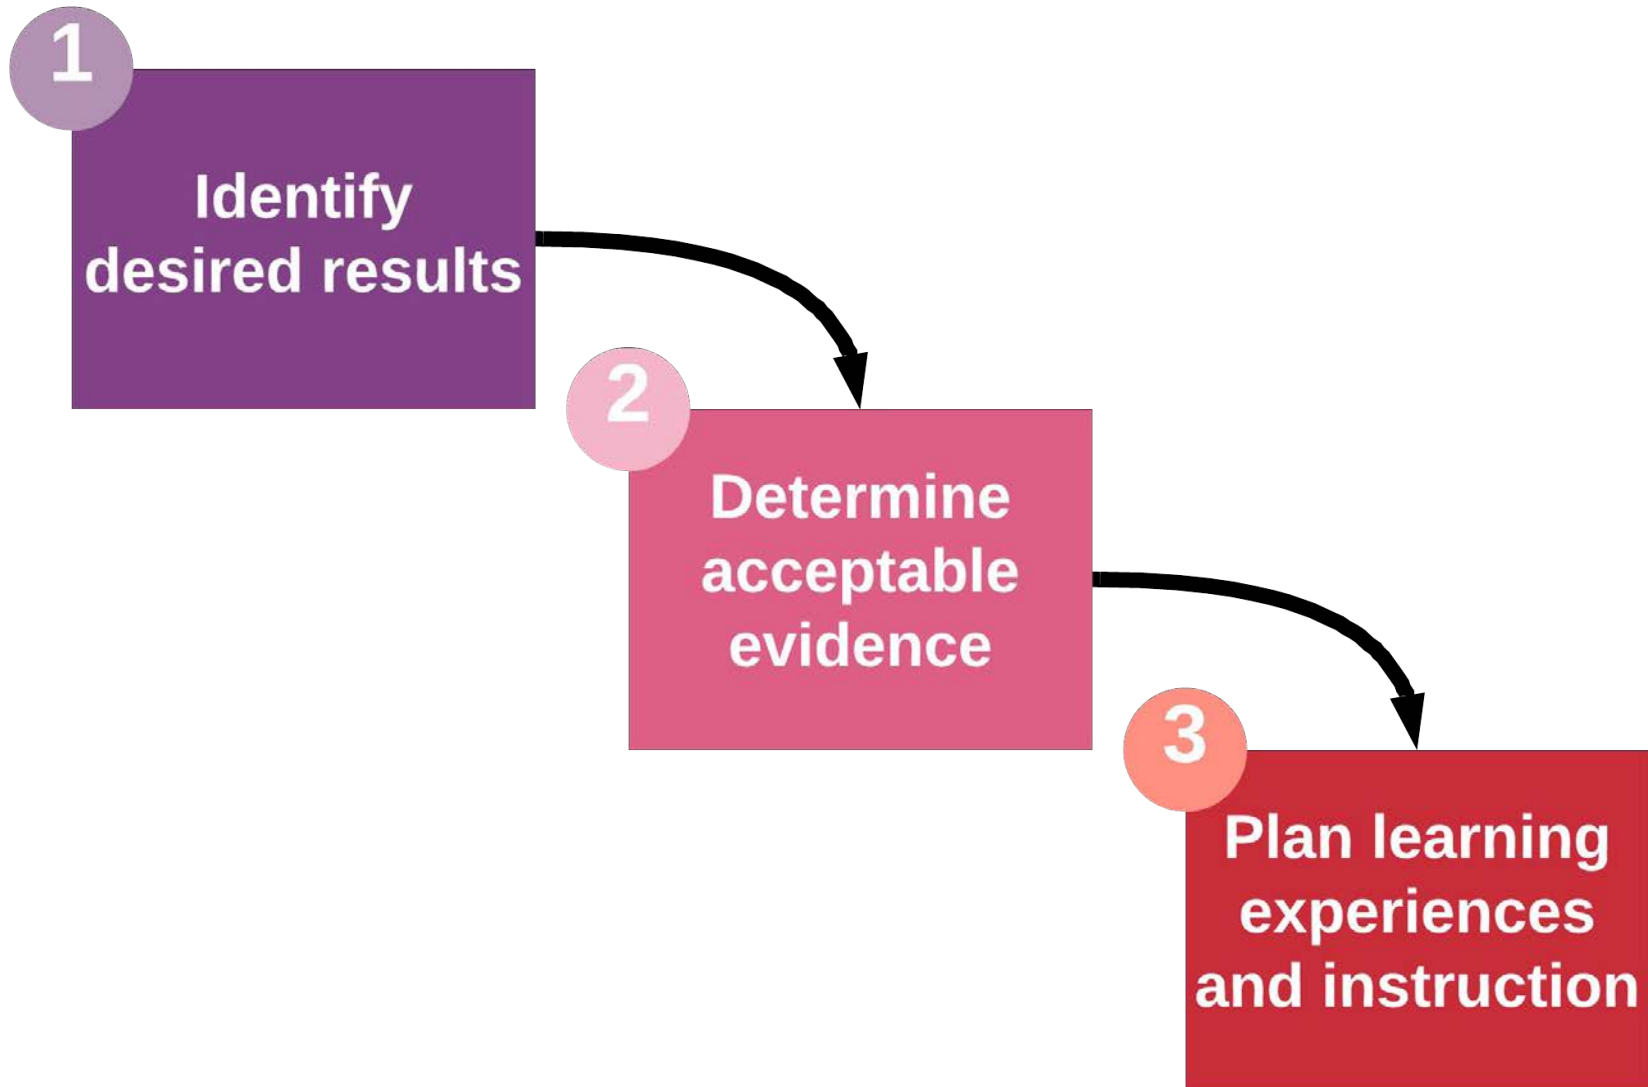 1
Identify
desired results
2
Determine
acceptable
evidence
3
Plan learning
experiences
and instruction